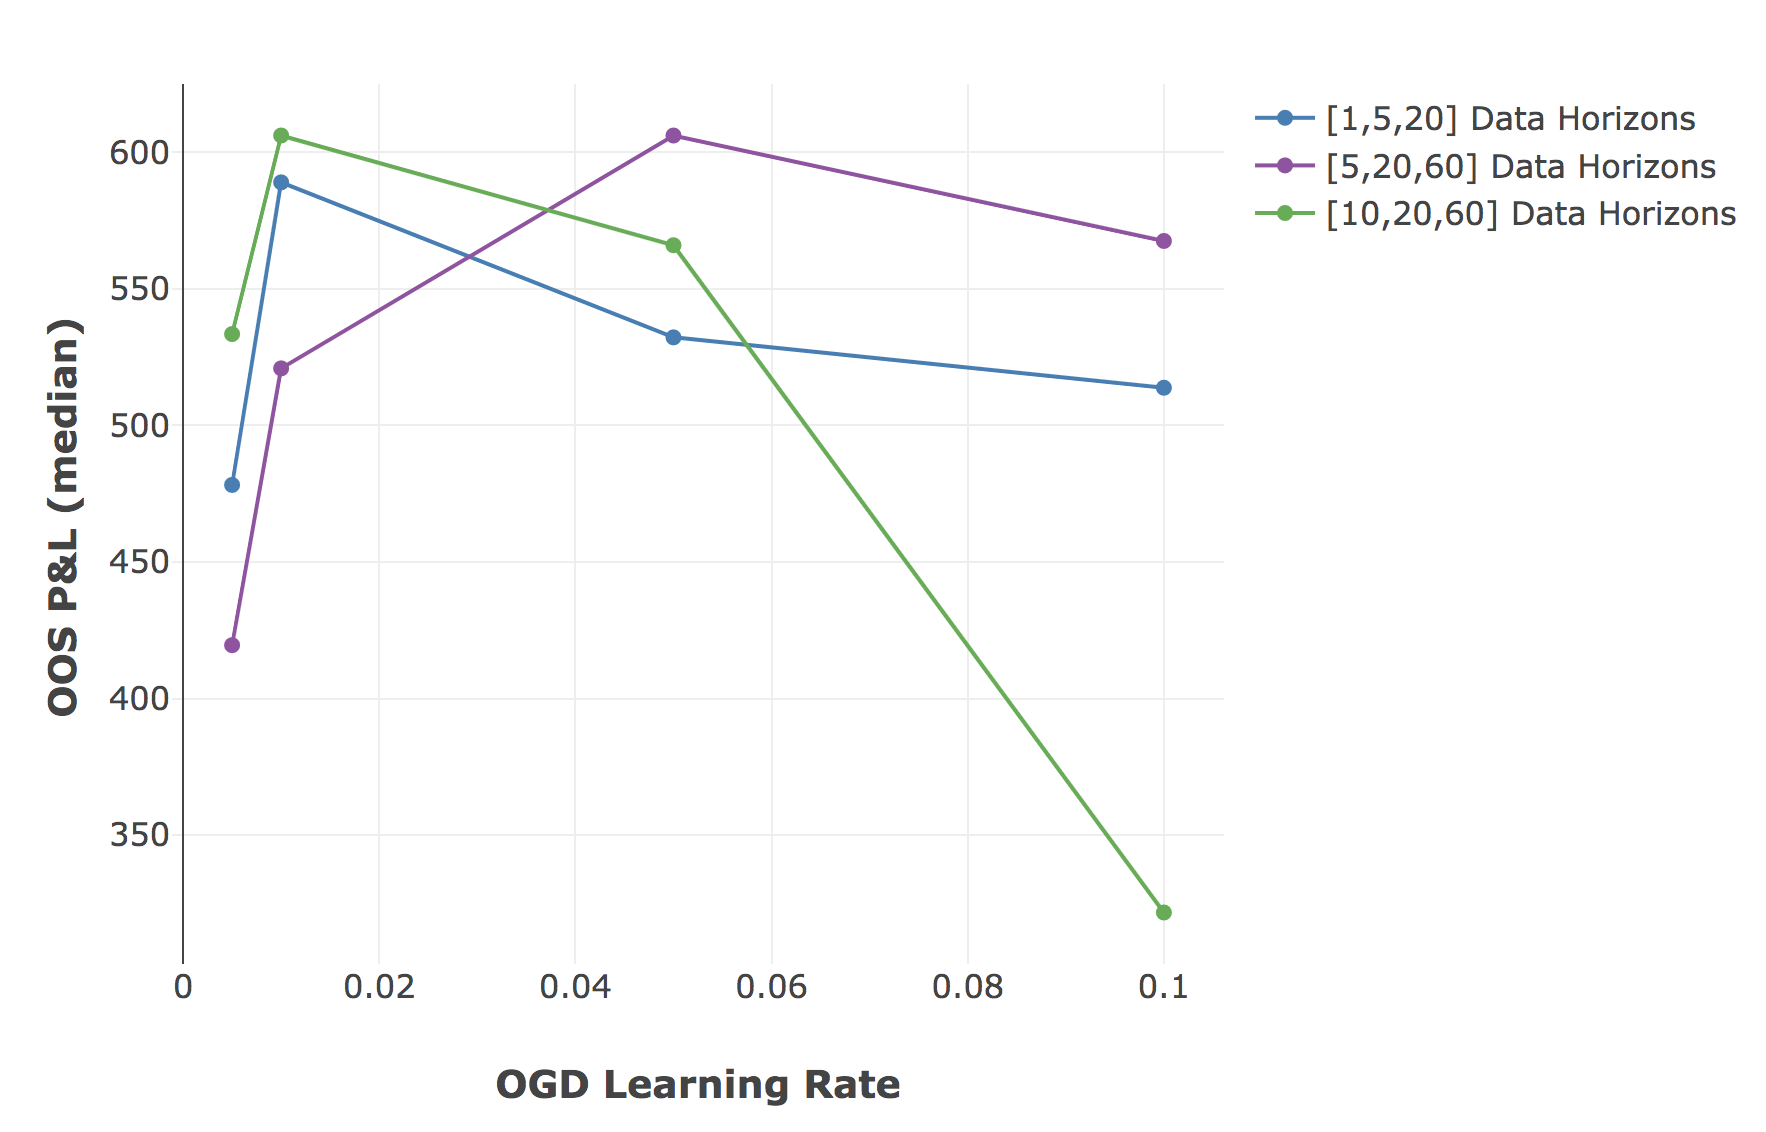 [1,5,20] Data Horizons
[5,20,60] Data Horizons
[10,20,60] Data Horizons
600
550
500
450
400
350
OOS P&L (median)
0 0.02 0.04 0.06 0.08 0.1
OGD Learning Rate